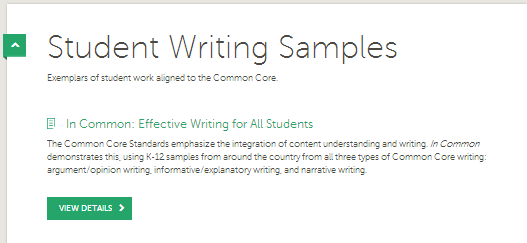 Student Writing Samples
Exemplars of student work aligned to the Common Core.
In Common: Effective Writing for All Students
The Common Core Standards emphasize the integration of content understanding and writing. In Common
demonstrates this, using K-12 samples from around the country from all three types of Common Core writing:
argument/opinion writing, informative/explanatory writing, and narrative writing.
VIEW DETAILS